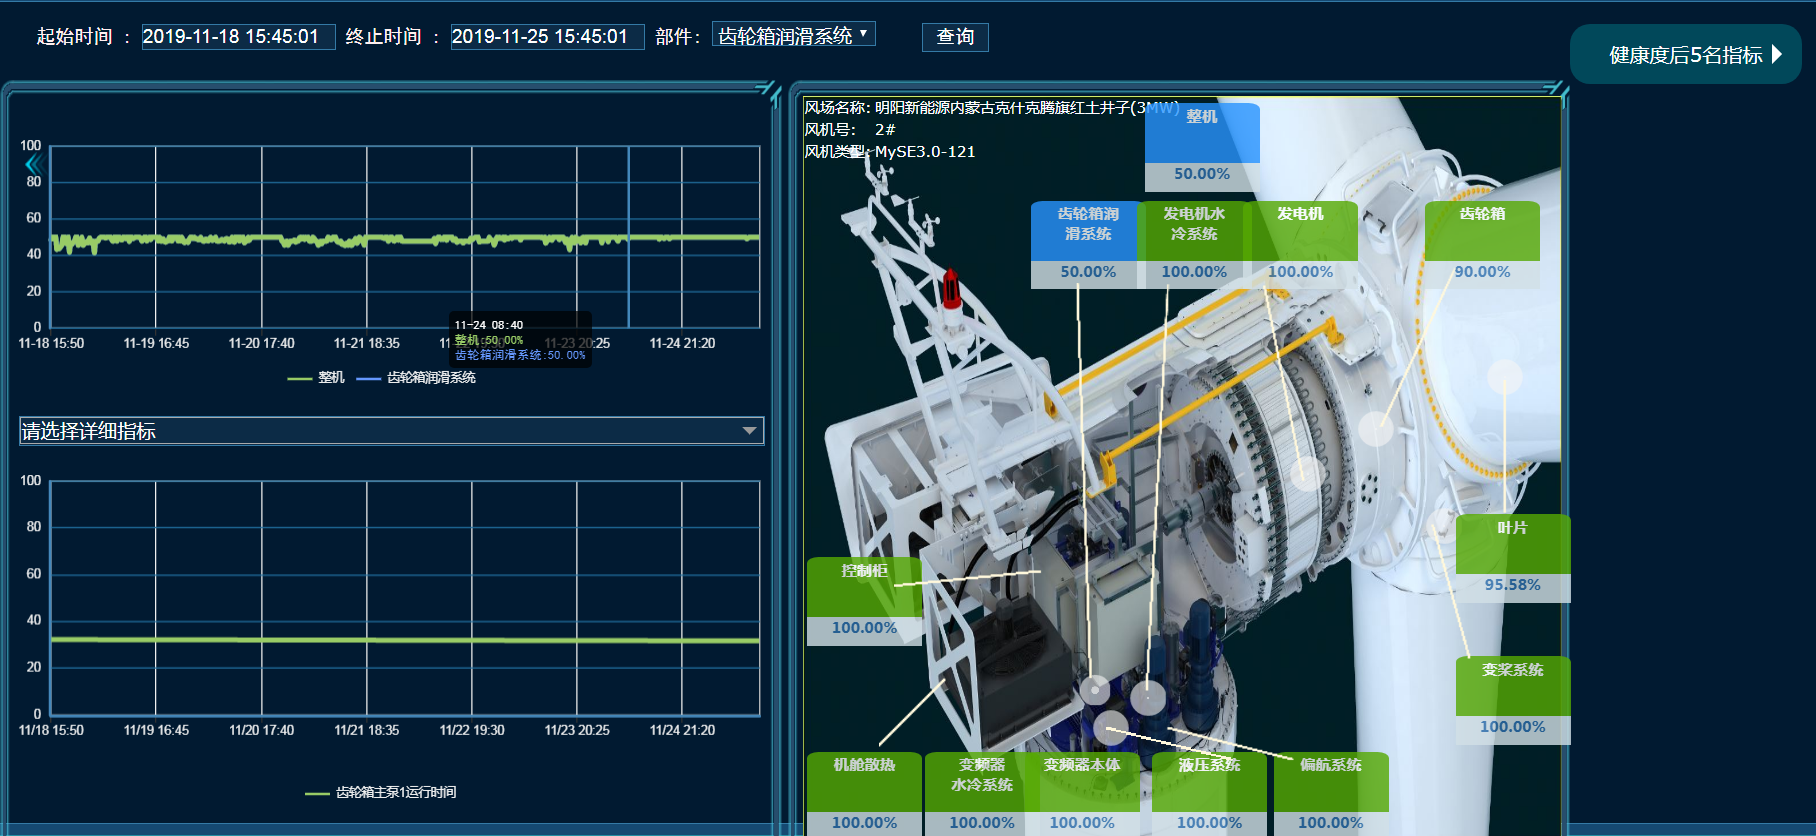 起始时间 : 2019-11-18 15:45:01 终止时间 : 2019-11-25 15:45:01 部件: 齿轮箱润滑系统 查询
健康度后5名指标
100
80
60
40
20
0
11-18 15:50 11-19 16:45 11-20 17:40 11-21 18:35 11-23 20:25 11-24 21:20
11-24 08:40
整机:50.00%
齿轮箱润滑系统:50.00%
整机 齿轮箱润滑系统
请选择详细指标
100
80
60
40
20
0
11/18 15:50 11/19 16:45 11/20 17:40 11/21 18:35 11/22 19:30 11/23 20:25 11/24 21:20
齿轮箱主泵1运行时间
风场名称: 明阳新能源内蒙古克什克腾旗红土井子(3MW)
风机号: 2#
风机类型: MySE3.0-121
整机
50.00%
齿轮箱润
滑系统
50.00%
发电机水
冷系统
100.00%
发电机
100.00%
齿轮箱
90.00%
叶片
95.58%
控制柜
100.00%
变桨系统
100.00%
机舱散热
100.00%
变频器
水冷系统
100.00%
变频器本体
100.00%
液压系统
100.00%
偏航系统
100.00%